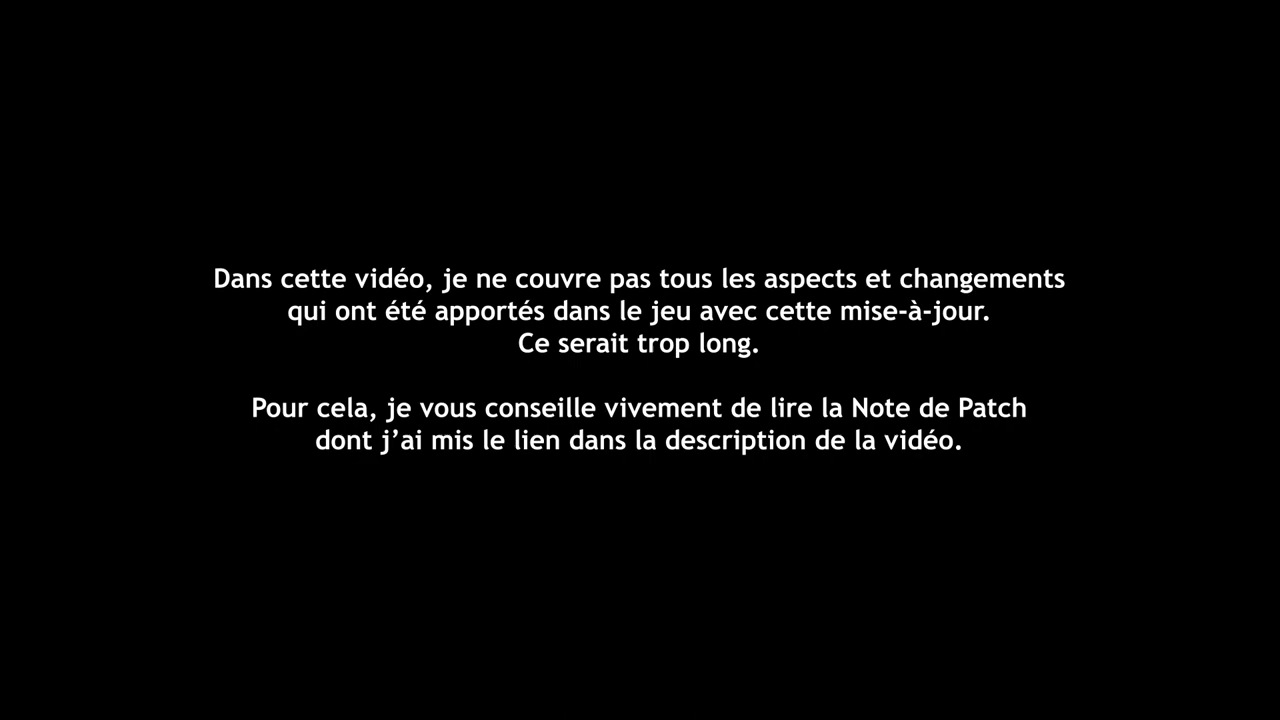 Dans cette vidéo, je ne couvre pas tous les aspects et changements
qui ont été apportés dans le jeu avec cette mise-à-jour.
Ce serait trop long.
Pour cela, je vous conseille vivement de lire la Note de Patch
dont j’ai mis le lien dans la description de la vidéo.